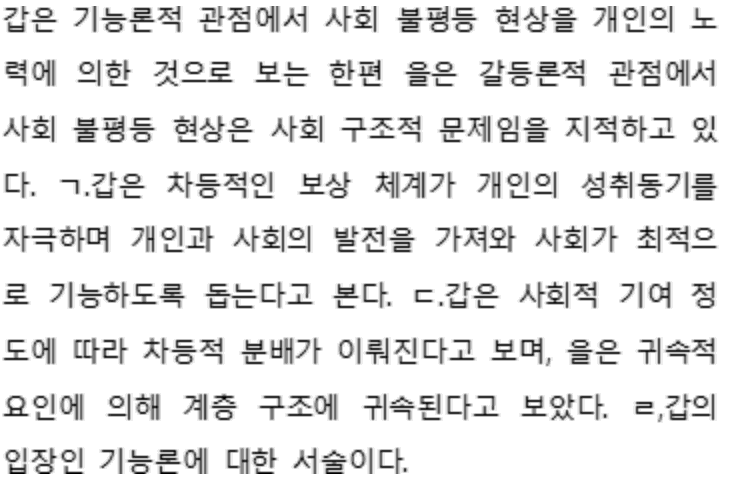 갑은 기능론적 관점에서 사회 불평등 현상을 개인의 노
력에 의한 것으로 보는 한편 을은 갈등론적 관점에서
사회 불평등 현상은 사회 구조적 문제임을 지적하고 있
다. ㄱ.갑은 차등적인 보상 체계가 개인의 성취동기를
자극하며 개인과 사회의 발전을 가져와 사회가 최적으
로 기능하도록 돕는다고 본다. ㄷ.갑은 사회적 기여 정
도에 따라 차등적 분배가 이뤄진다고 보며, 을은 귀속적
요인에 의해 계층 구조에 귀속된다고 보았다. ㄹ,갑의
입장인 기능론에 대한 서술이다.